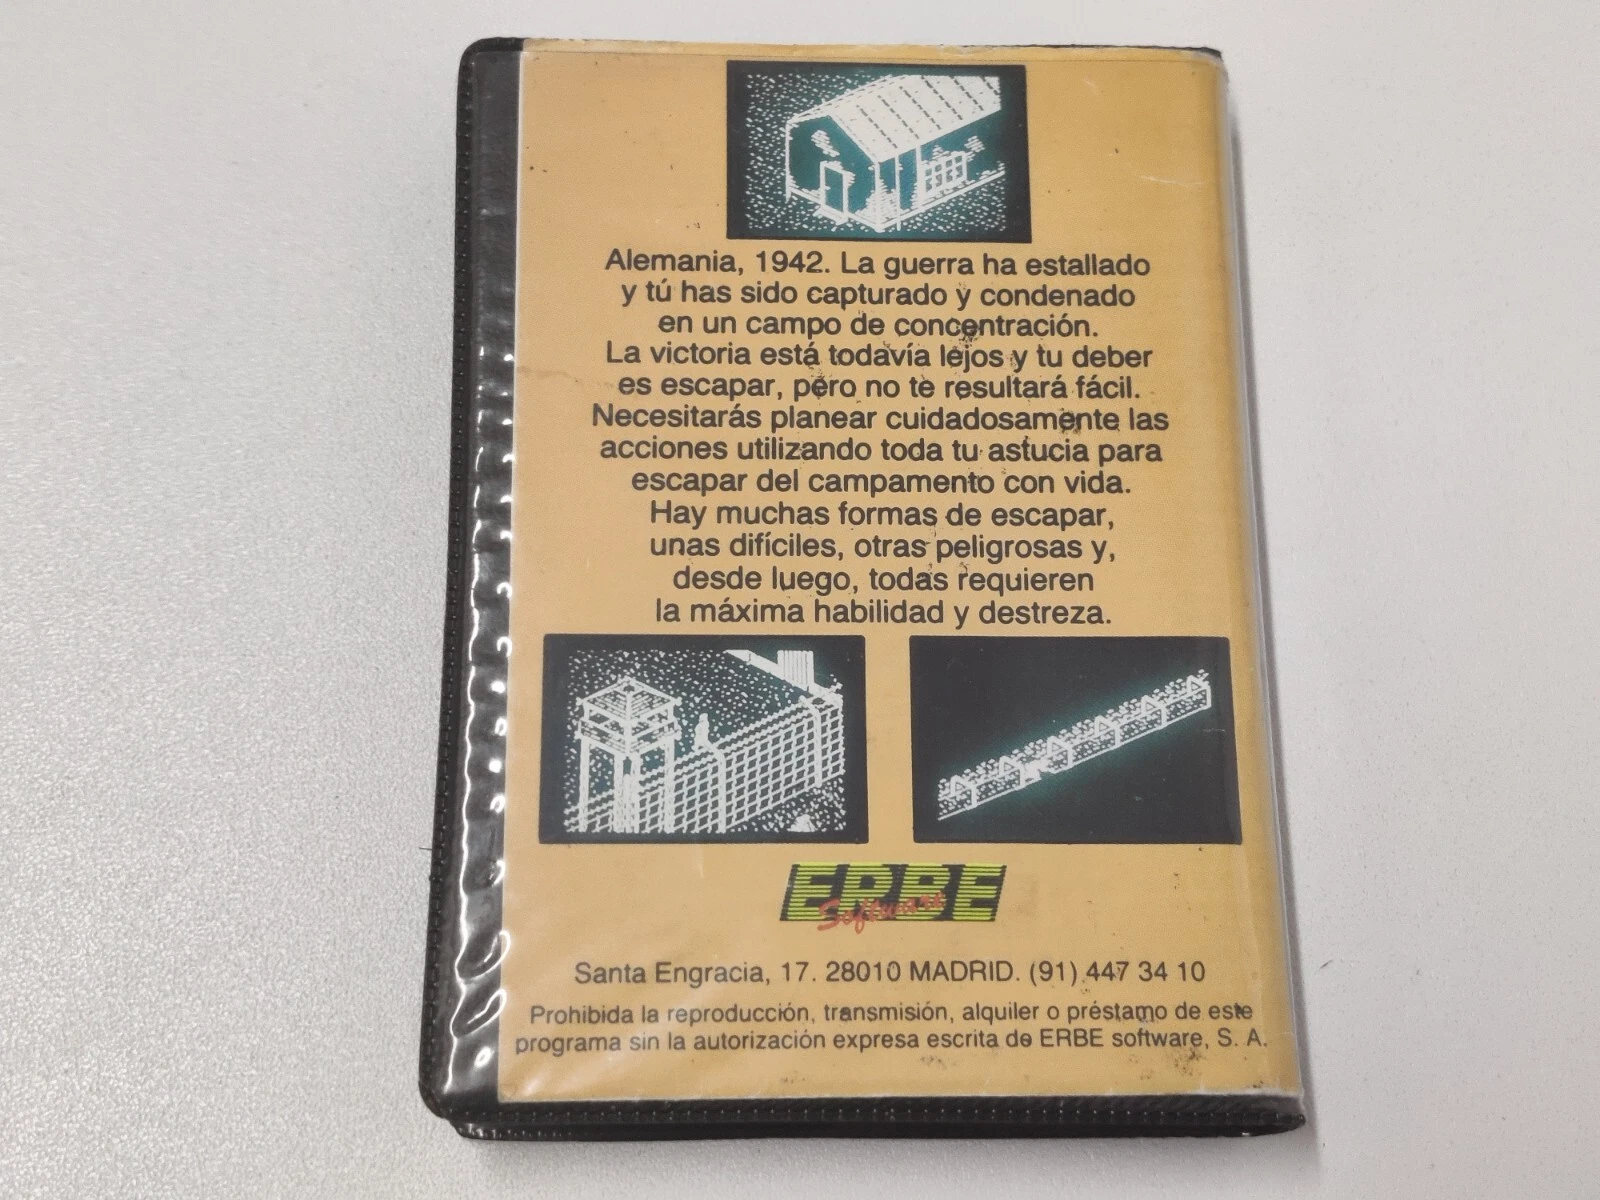 Alemania, 1942. La guerra ha estallado
y tú has sido capturado y condenado
en un campo de concentración.
La victoria está todavía lejos y tu deber
es escapar, pero no te resultará fácil.
Necesitarás planear cuidadosamente las
acciones utilizando toda tu astucia para
escapar del campamento con vida.
Hay muchas formas de escapar,
unas difíciles, otras peligrosas y,
desde luego, todas requieren
la máxima habilidad y destreza.
ERBE
Software
Santa Engracia, 17. 28010 MADRID. (91) 447 34 10
Prohibida la reproducción, transmisión, alquiler o préstamo de este
programa sin la autorización expresa escrita de ERBE software, S. A.